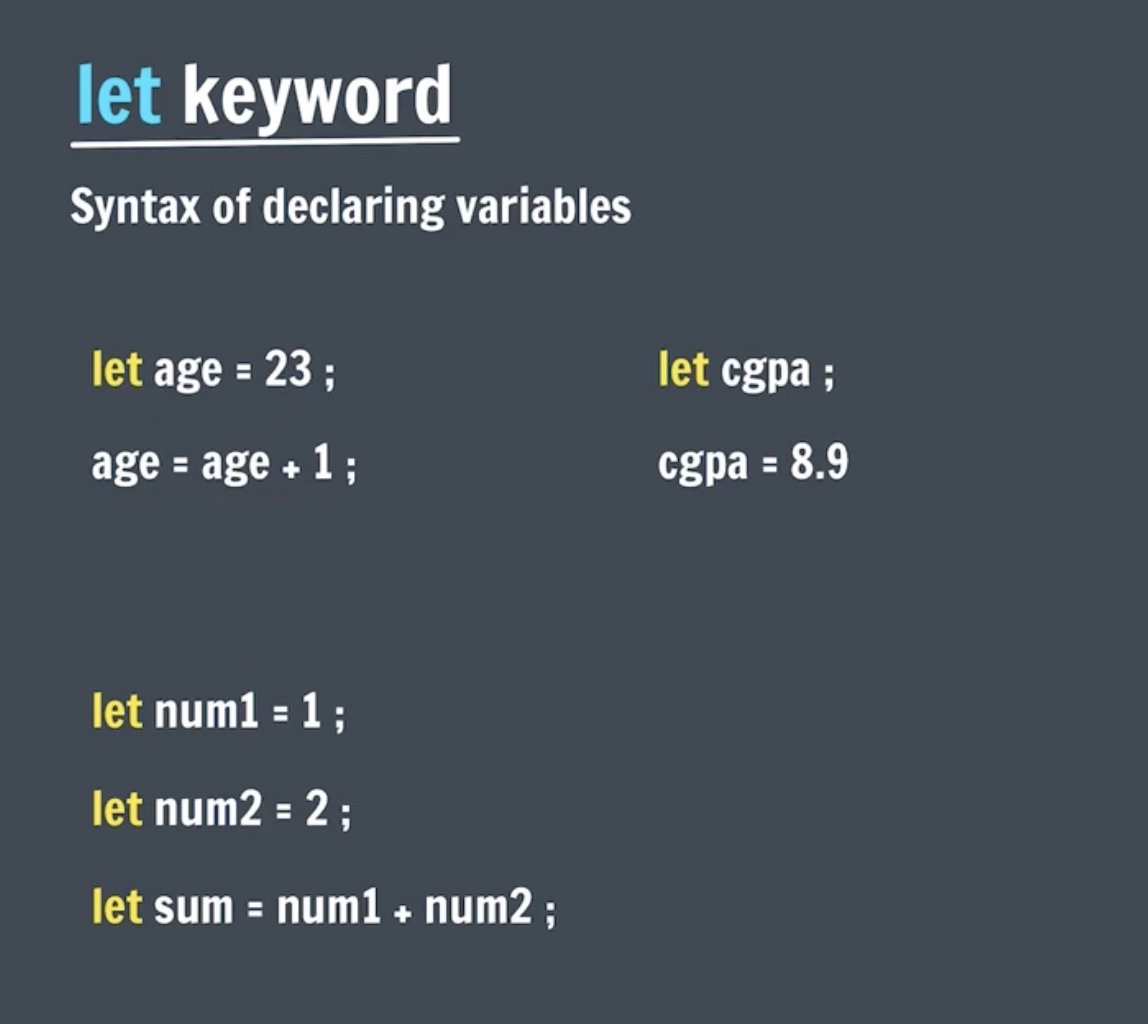 let keyword
Syntax of declaring variables
let age = 23 ;
age = age + 1 ;
let cgpa ;
cgpa = 8.9
let num1 = 1 ;
let num2 = 2 ;
let sum = num1 + num2 ;